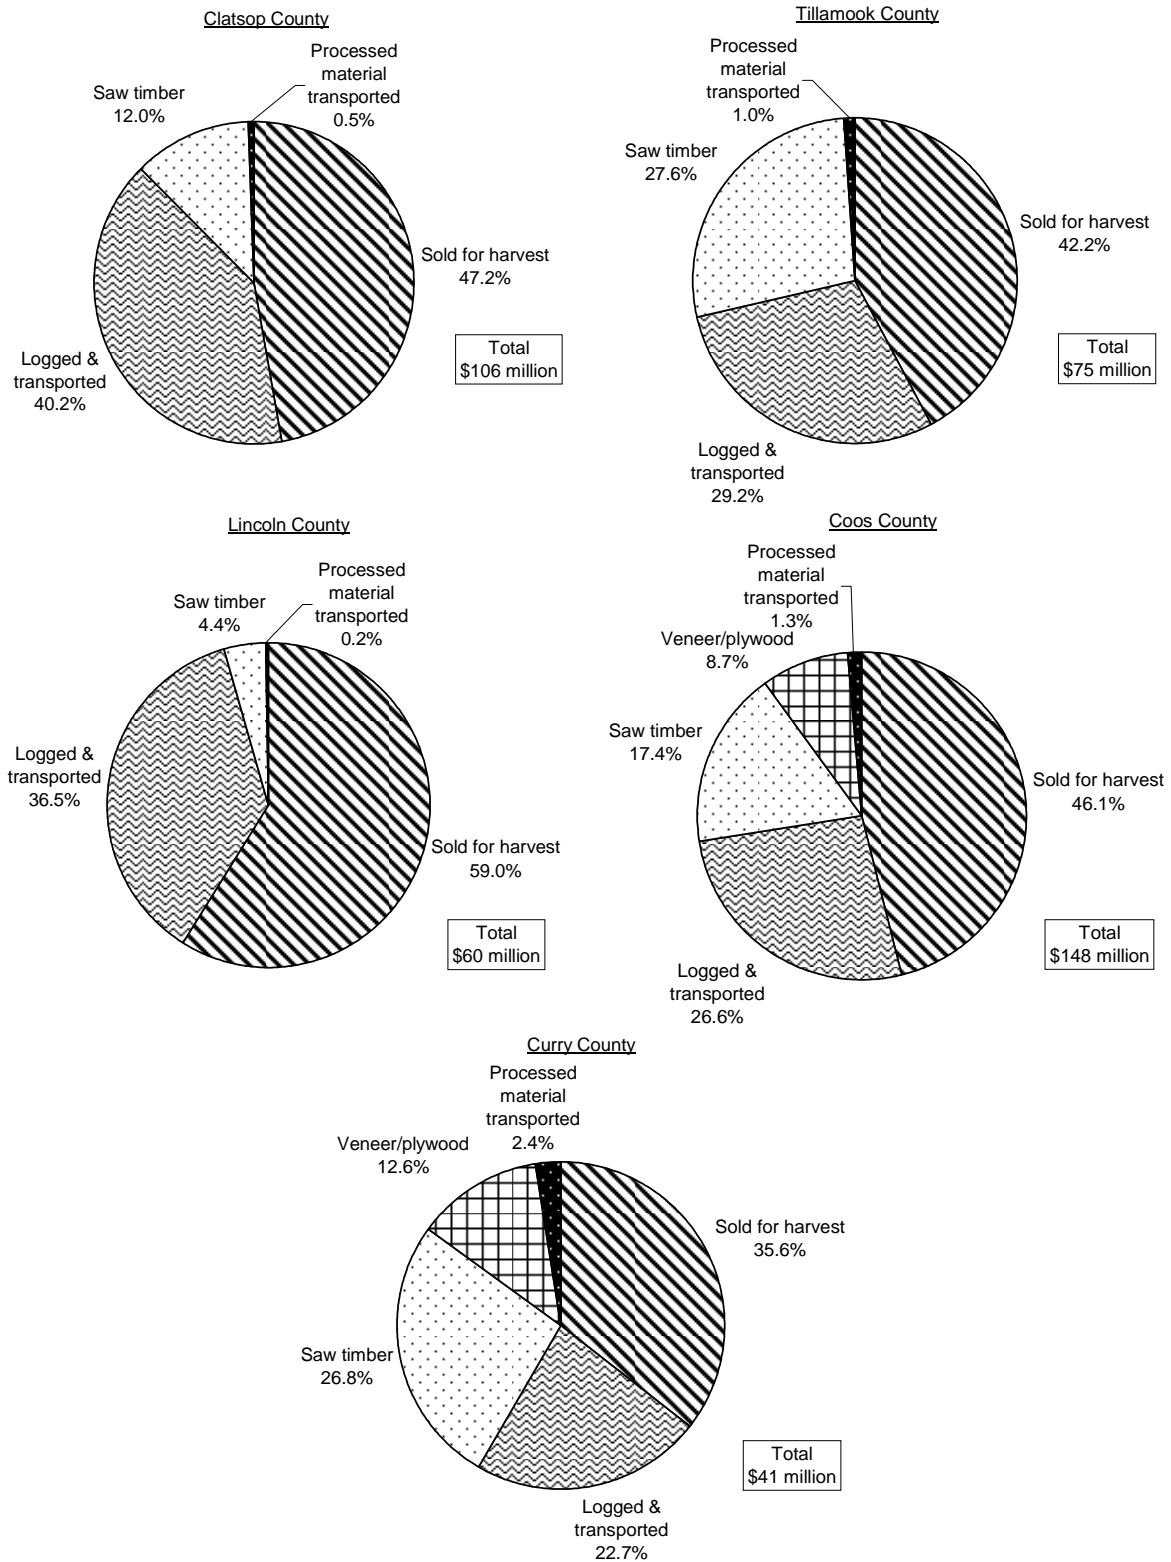 Clatsop County
Processed
material
transported
0.5%
Saw timber
12.0%
Sold for harvest
47.2%
Logged &
transported
40.2%
Total
$106 million
Tillamook County
Processed
material
transported
1.0%
Saw timber
27.6%
Sold for harvest
42.2%
Total
$75 million
Logged &
transported
29.2%
Lincoln County
Processed
material
transported
0.2%
Saw timber
4.4%
Logged &
transported
36.5%
Sold for harvest
59.0%
Total
$60 million
Coos County
Processed
material
transported
1.3%
Veneer/plywood
8.7%
Saw timber
17.4%
Sold for harvest
46.1%
Total
$148 million
Logged &
transported
26.6%
Curry County
Processed
material
transported
2.4%
Veneer/plywood
12.6%
Sold for harvest
35.6%
Saw timber
26.8%
Total
$41 million
Logged &
transported
22.7%